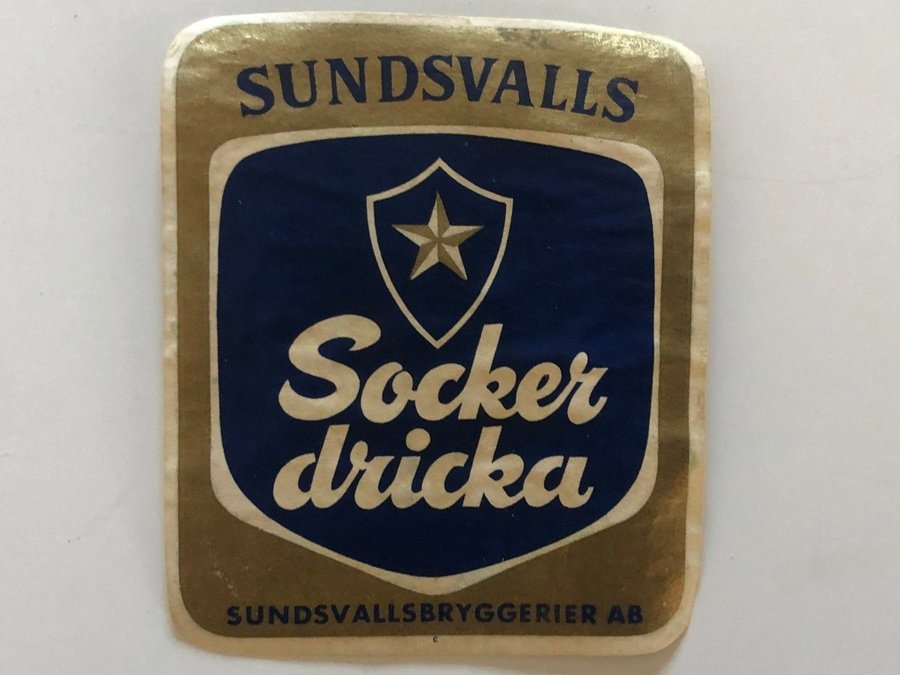 SUNDSVALLS
Socker
dricka
SUNDSVALLSBRYGGERIER AB
c